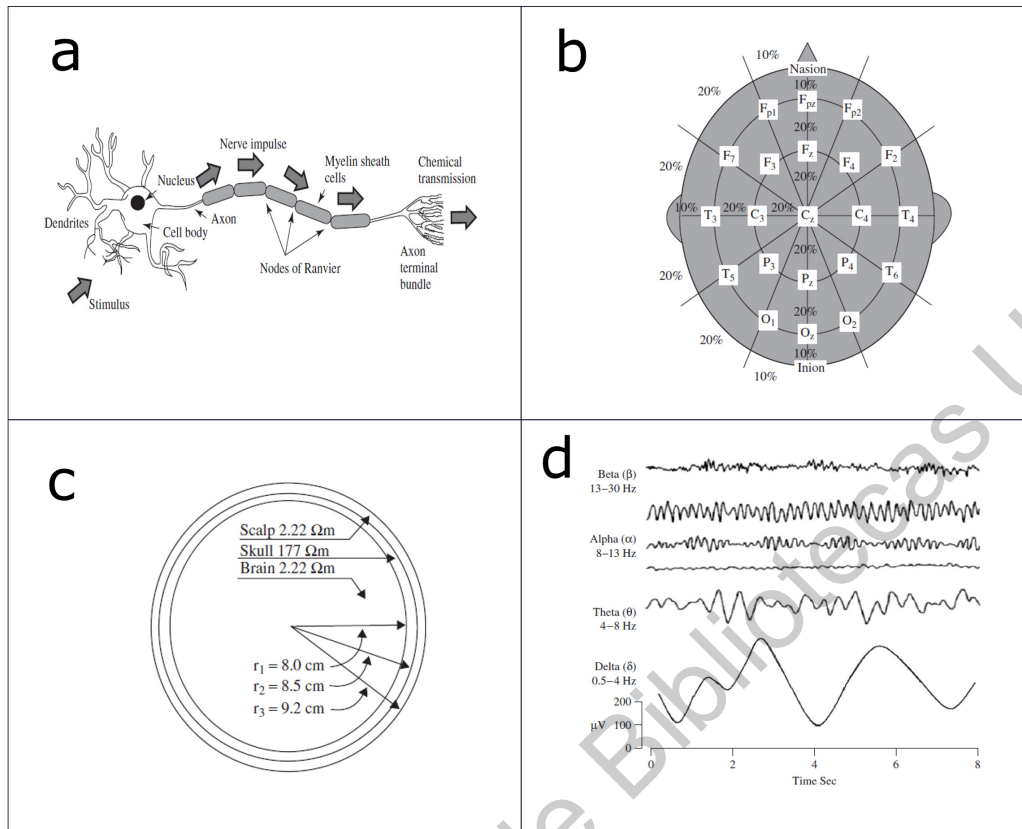 a
Nerve impulse
Myelin sheath
cells
Chemical
transmission
Nucleus
Dendrites
Axon
Cell body
Nodes of Ranvier
Axon
terminal
bundle
Stimulus
b
10%
Nasion
20%
10%
Fp1
Fpz
Fp2
20%
F7
F3
Fz
F4
F2
20%
20%
10%
T3
20%
C3
20%
Cz
C4
T4
20%
20%
T5
P3
Pz
P4
T6
20%
O1
Oz
O2
20%
10%
Inion
10%
c
Scalp 2.22 Ωm
Skull 177 Ωm
Brain 2.22 Ωm
r1 = 8.0 cm
r2 = 8.5 cm
r3 = 9.2 cm
d
Beta (β)
13–30 Hz
Alpha (α)
8–13 Hz
Theta (θ)
4–8 Hz
Delta (δ)
0.5–4 Hz
200
μV 100
0
0 2 4 6 8
Time Sec
de Bibliotecas U